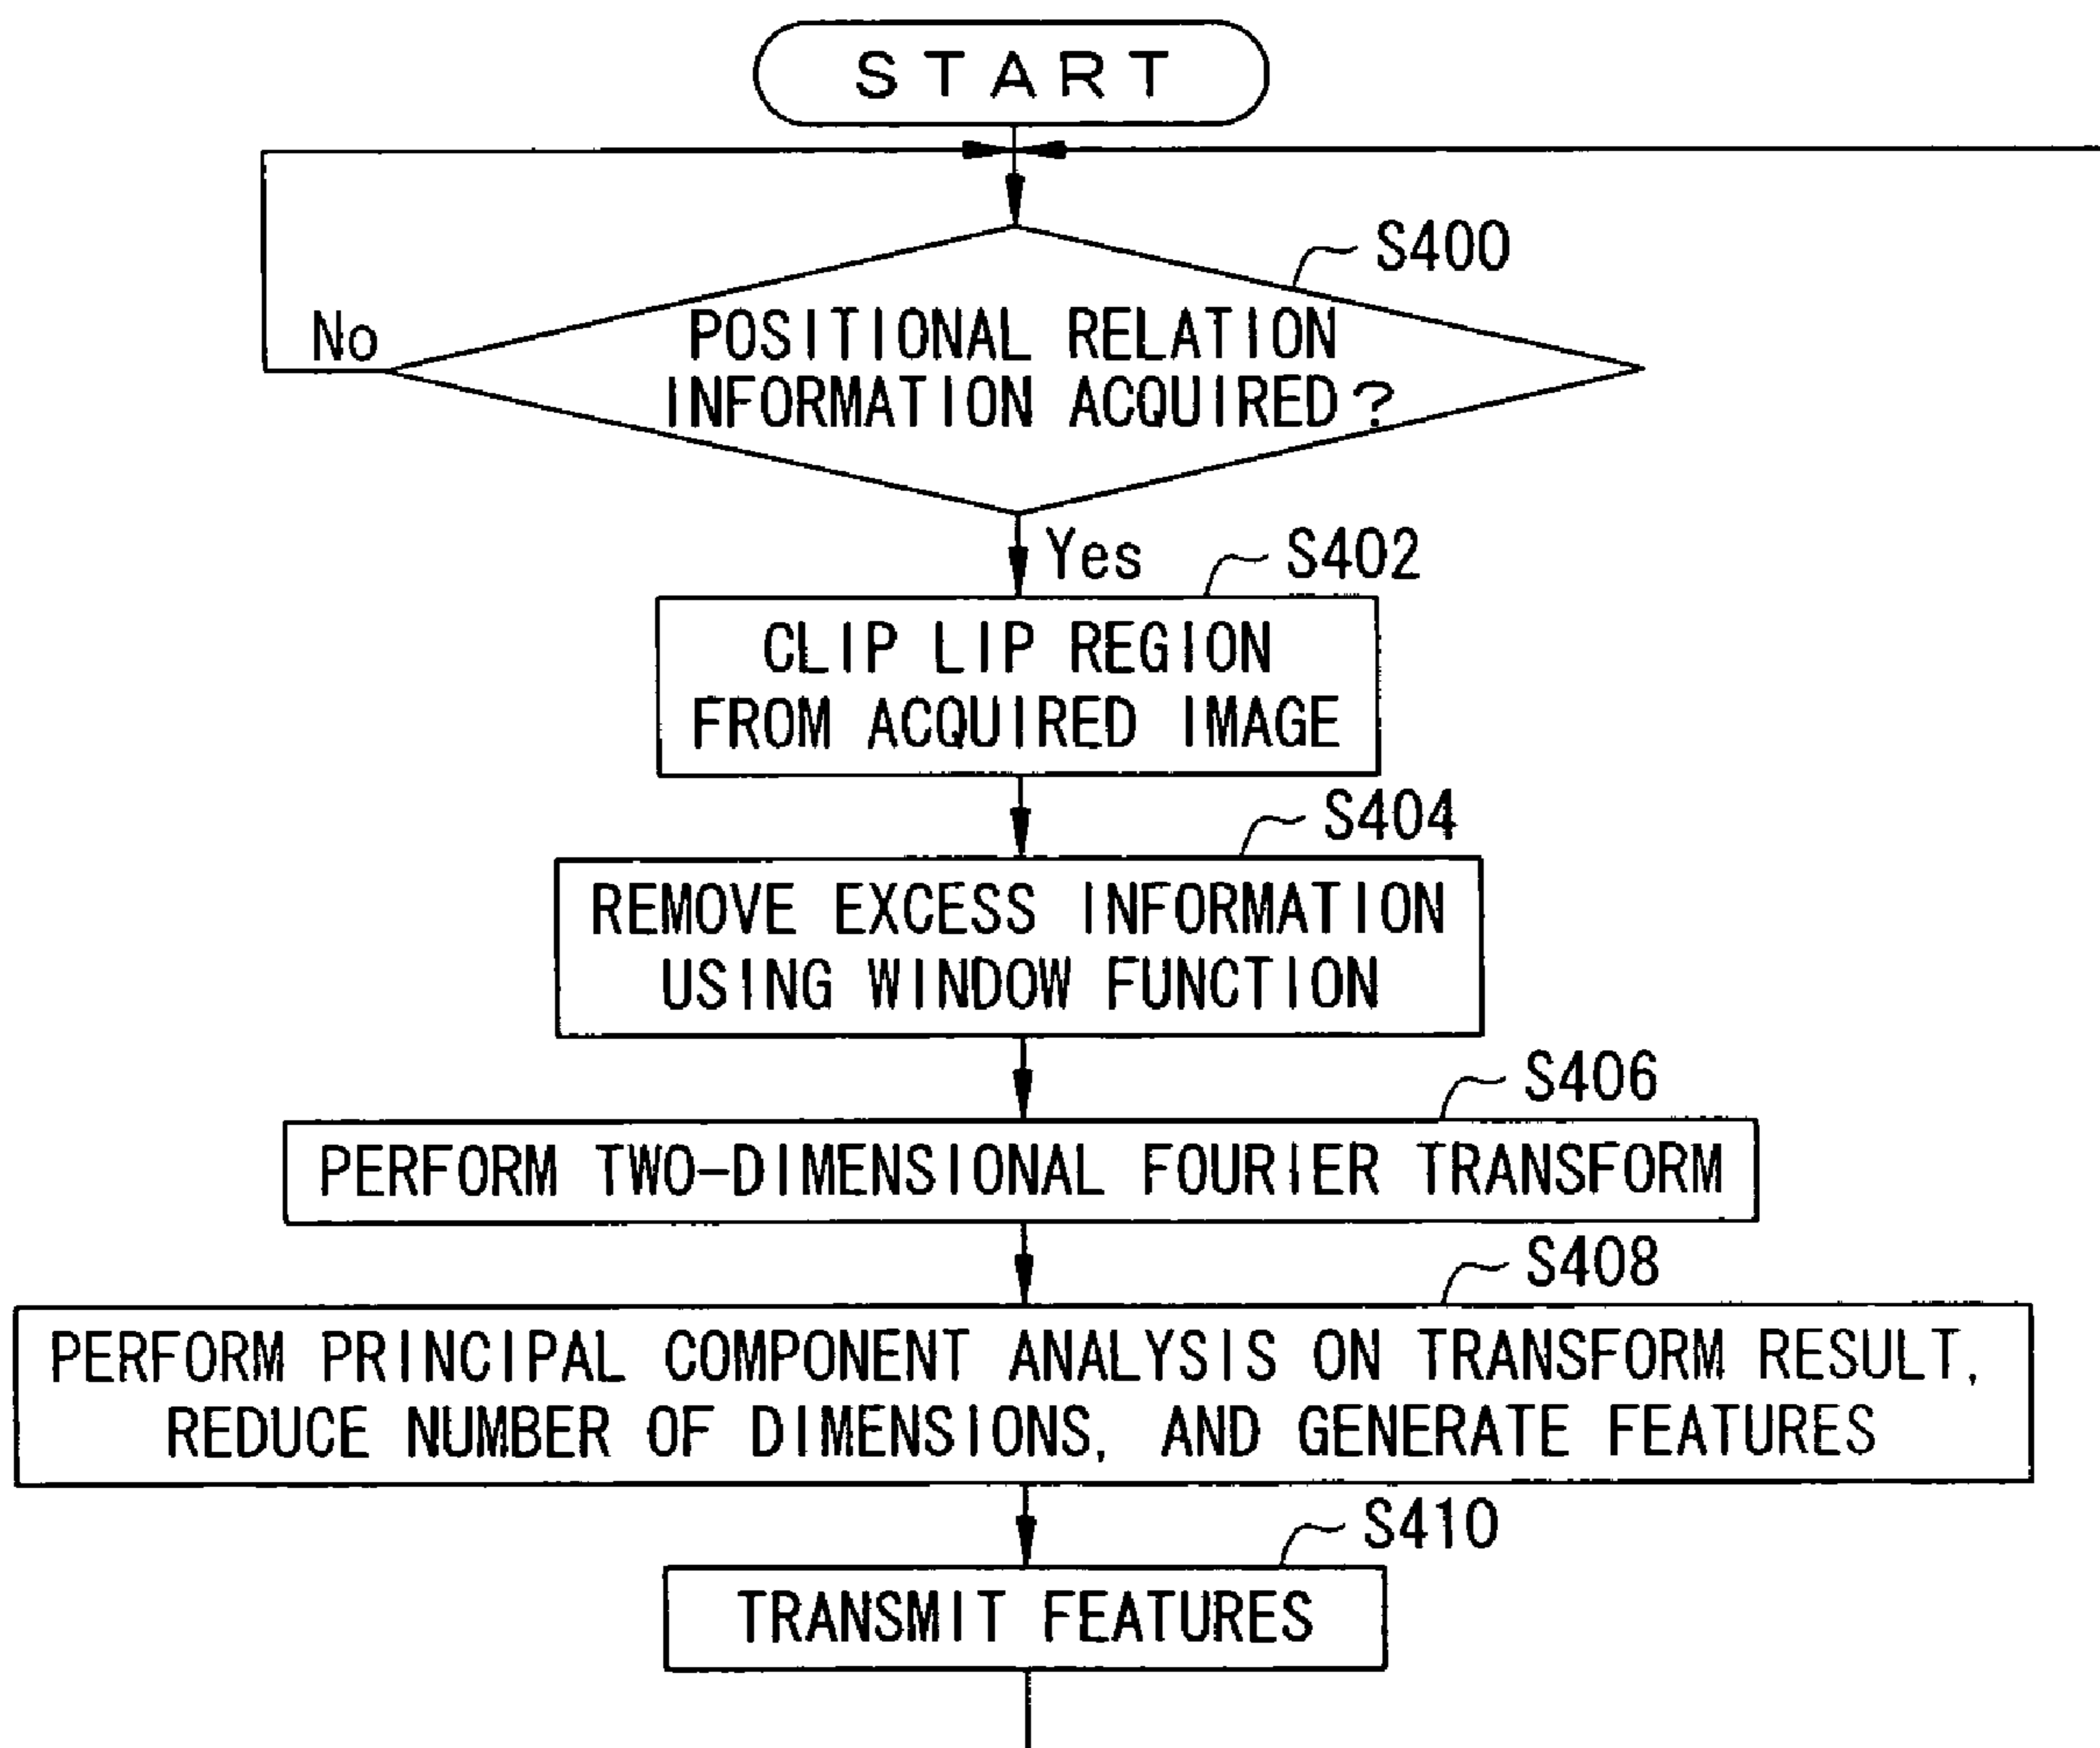 START
S400
No
POSITIONAL RELATION
INFORMATION ACQUIRED?
Yes
S402
CLIP LIP REGION
FROM ACQUIRED IMAGE
S404
REMOVE EXCESS INFORMATION
USING WINDOW FUNCTION
S406
PERFORM TWO-DIMENSIONAL FOURIER TRANSFORM
S408
PERFORM PRINCIPAL COMPONENT ANALYSIS ON TRANSFORM RESULT,
REDUCE NUMBER OF DIMENSIONS, AND GENERATE FEATURES
S410
TRANSMIT FEATURES